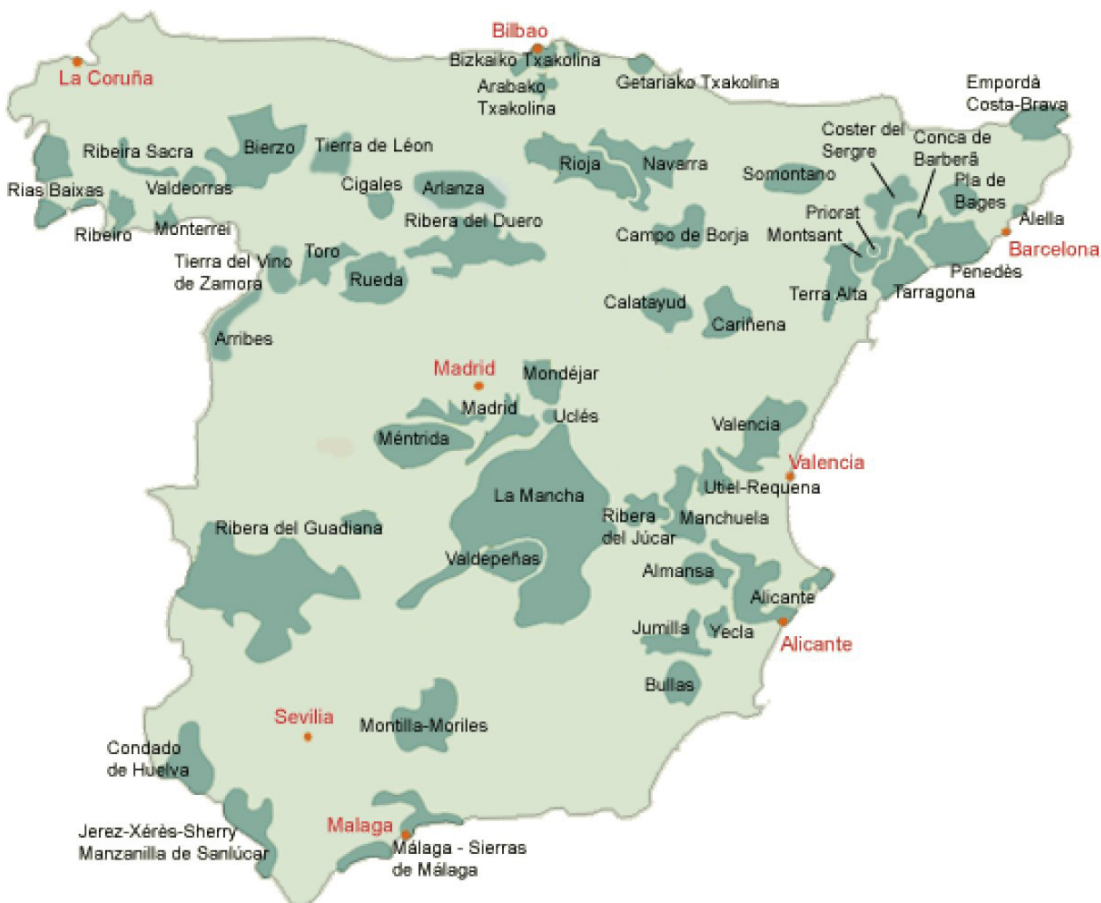 Bilbao
La Coruña
Bizkaiko Txakolina
Getariako Txakolina
Arabako
Txakolina
Empordà
Costa-Brava
Coster del
Sergre
Conca de
Barberã
Ribeira Sacra
Bierzo
Tierra de Léon
Rioja
Navarra
Somontano
Pla de
Bages
Rias Baixas
Valdeorras
Cigales
Arlanza
Priorat
Alella
Ribeiro
Monterrei
Ribera del Duero
Campo de Borja
Montsant
Barcelona
Tierra del Vino
de Zamora
Toro
Rueda
Penedès
Terra Alta
Tarragona
Calatayud
Cariñena
Arribes
Madrid
Mondéjar
Madrid
Uclés
Méntrida
Valencia
Valencia
La Mancha
Utiel-Requena
Ribera del Guadiana
Ribera
del Júcar
Manchuela
Valdepeñas
Almansa
Alicante
Jumilla
Yecla
Alicante
Bullas
Sevilia
Montilla-Moriles
Condado
de Huelva
Jerez-Xérès-Sherry
Manzanilla de Sanlúcar
Malaga
Málaga - Sierras
de Málaga